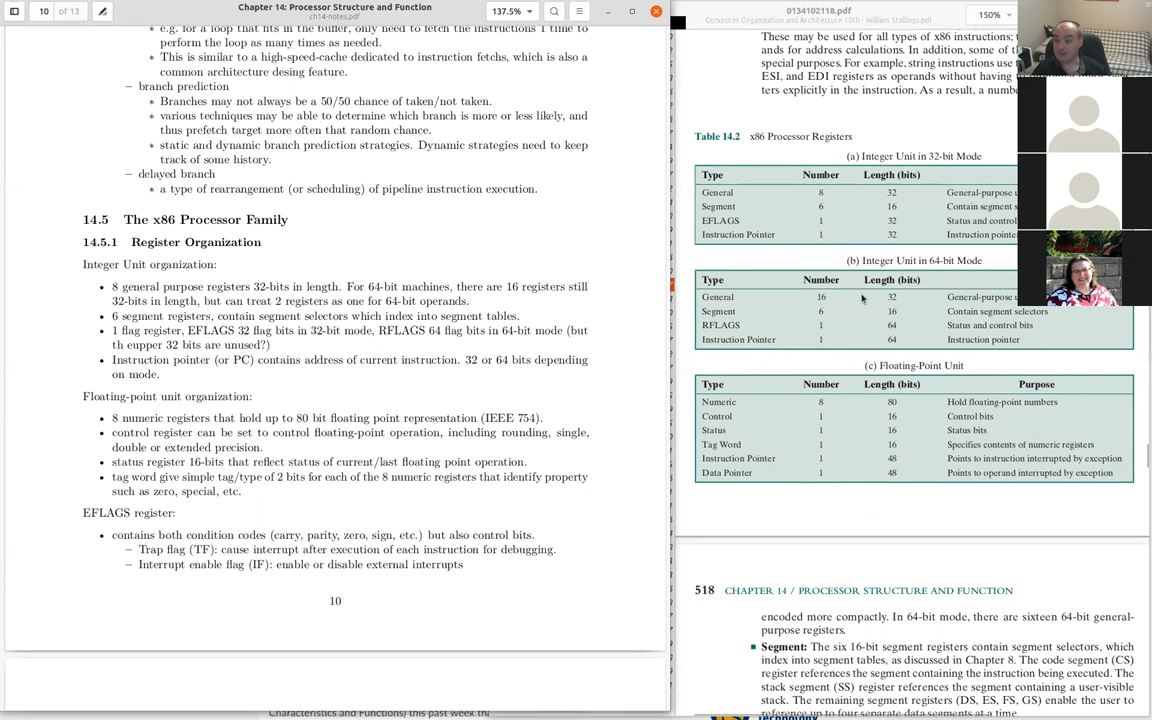 10 of 13
Chapter 14: Processor Structure and Function
ch14-notes.pdf
137.5%
∗ e.g. for a loop that fits in the buffer, only need to fetch the instructions 1 time to
perform the loop as many times as needed.
∗ This is similar to a high-speed-cache dedicated to instruction fetchs, which is also a
common architecture desing feature.
– branch prediction
∗ Branches may not always be a 50/50 chance of taken/not taken.
∗ various techniques may be able to determine which branch is more or less likely, and
thus prefetch target more often that random chance.
∗ static and dynamic branch prediction strategies. Dynamic strategies need to keep
track of some history.
– delayed branch
∗ a type of rearrangement (or scheduling) of pipeline instruction execution.
14.5 The x86 Processor Family
14.5.1 Register Organization
Integer Unit organization:
• 8 general purpose registers 32-bits in length. For 64-bit machines, there are 16 registers still
32-bits in length, but can treat 2 registers as one for 64-bit operands.
• 6 segment registers, contain segment selectors which index into segment tables.
• 1 flag register, EFLAGS 32 flag bits in 32-bit mode, RFLAGS 64 flag bits in 64-bit mode (but
th eupper 32 bits are unused?)
• Instruction pointer (or PC) contains address of current instruction. 32 or 64 bits depending
on mode.
Floating-point unit organization:
• 8 numeric registers that hold up to 80 bit floating point representation (IEEE 754).
• control register can be set to control floating-point operation, including rounding, single,
double or extended precision.
• status register 16-bits that reflect status of current/last floating point operation.
• tag word give simple tag/type of 2 bits for each of the 8 numeric registers that identify property
such as zero, special, etc.
EFLAGS register:
• contains both condition codes (carry, parity, zero, sign, etc.) but also control bits.
– Trap flag (TF): cause interrupt after execution of each instruction for debugging.
– Interrupt enable flag (IF): enable or disable external interrupts
10
0134102118.pdf
Computer Organization and Architecture 10th - William Stallings.pdf
150%
These may be used for all types of x86 instructions;
ands for address calculations. In addition, some of
special purposes. For example, string instructions use
ESI, and EDI registers as operands without having
ters explicitly in the instruction. As a result, a numb
Table 14.2 x86 Processor Registers
(a) Integer Unit in 32-bit Mode
Type Number Length (bits)
General 8 32 General-purpose
Segment 6 16 Contain segment
EFLAGS 1 32 Status and control
Instruction Pointer 1 32 Instruction pointe
(b) Integer Unit in 64-bit Mode
Type Number Length (bits)
General 16 32 General-purpose
Segment 6 16 Contain segment selectors
RFLAGS 1 64 Status and control bits
Instruction Pointer 1 64 Instruction pointer
(c) Floating-Point Unit
Type Number Length (bits) Purpose
Numeric 8 80 Hold floating-point numbers
Control 1 16 Control bits
Status 1 16 Status bits
Tag Word 1 16 Specifies contents of numeric registers
Instruction Pointer 1 48 Points to instruction interrupted by exception
Data Pointer 1 48 Points to operand interrupted by exception
518 CHAPTER 14 / PROCESSOR STRUCTURE AND FUNCTION
encoded more compactly. In 64-bit mode, there are sixteen 64-bit general-
purpose registers.
■ Segment: The six 16-bit segment registers contain segment selectors, which
index into segment tables, as discussed in Chapter 8. The code segment (CS)
register references the segment containing the instruction being executed. The
stack segment (SS) register references the segment containing a user-visible
stack. The remaining segment registers (DS, ES, FS, GS) enable the user to
reference up to four separate data segments at a time.